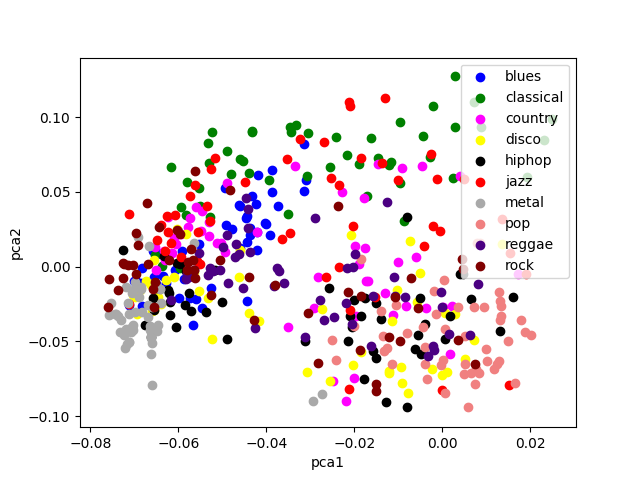 blues
classical
country
disco
hiphop
jazz
metal
pop
reggae
rock
0.10
0.05
0.00
−0.05
−0.10
pca2
−0.08 −0.06 −0.04 −0.02 0.00 0.02
pca1